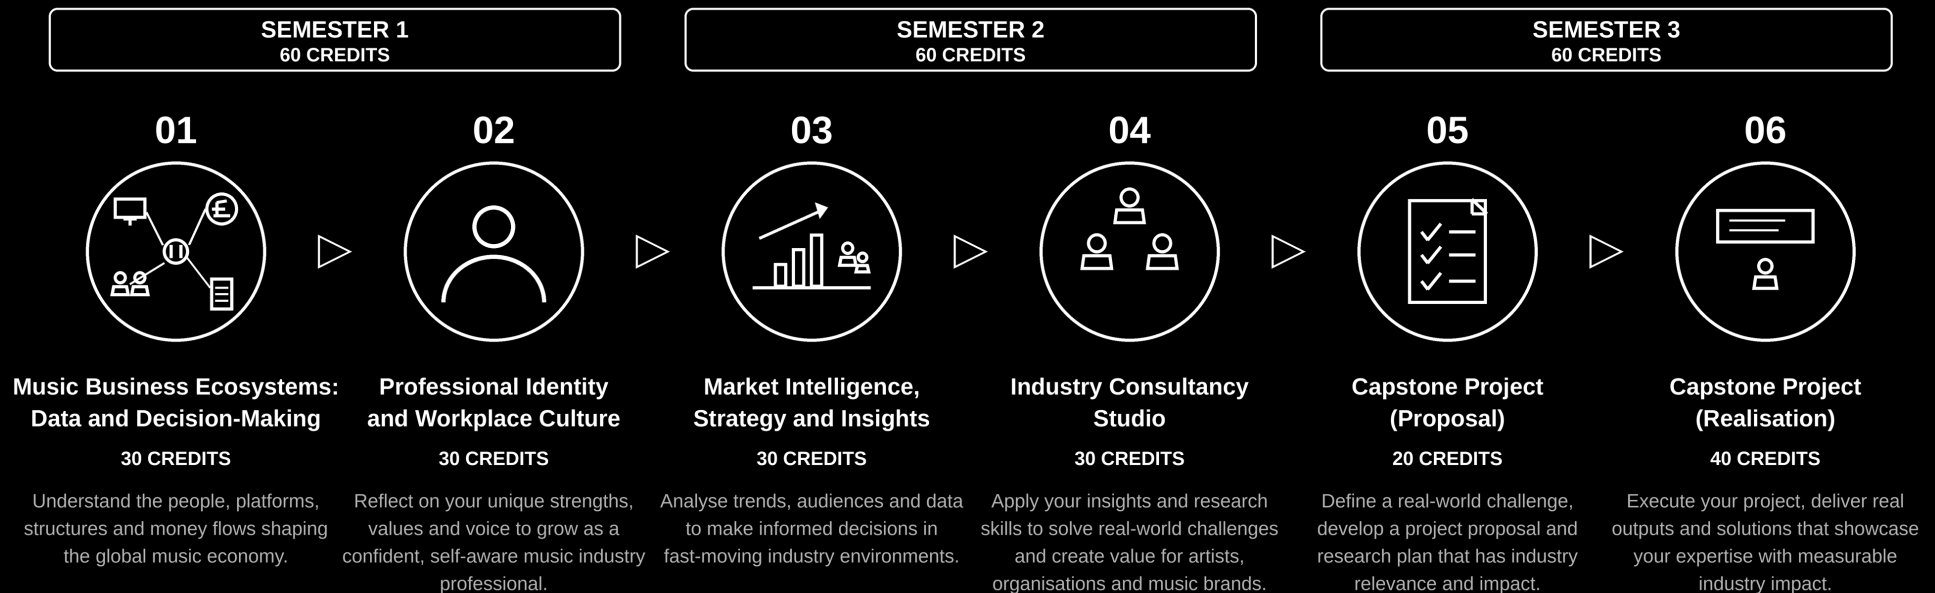 SEMESTER 1
60 CREDITS
SEMESTER 2
60 CREDITS
SEMESTER 3
60 CREDITS
01
02
03
04
05
06
£
Music Business Ecosystems:
Data and Decision-Making
30 CREDITS
Understand the people, platforms,
structures and money flows shaping
the global music economy.
Professional Identity
and Workplace Culture
30 CREDITS
Reflect on your unique strengths,
values and voice to grow as a
confident, self-aware music industry
professional.
Market Intelligence,
Strategy and Insights
30 CREDITS
Analyse trends, audiences and data
to make informed decisions in
fast-moving industry environments.
Industry Consultancy
Studio
30 CREDITS
Apply your insights and research
skills to solve real-world challenges
and create value for artists,
organisations and music brands.
Capstone Project
(Proposal)
20 CREDITS
Define a real-world challenge,
develop a project proposal and
research plan that has industry
relevance and impact.
Capstone Project
(Realisation)
40 CREDITS
Execute your project, deliver real
outputs and solutions that showcase
your expertise with measurable
industry impact.